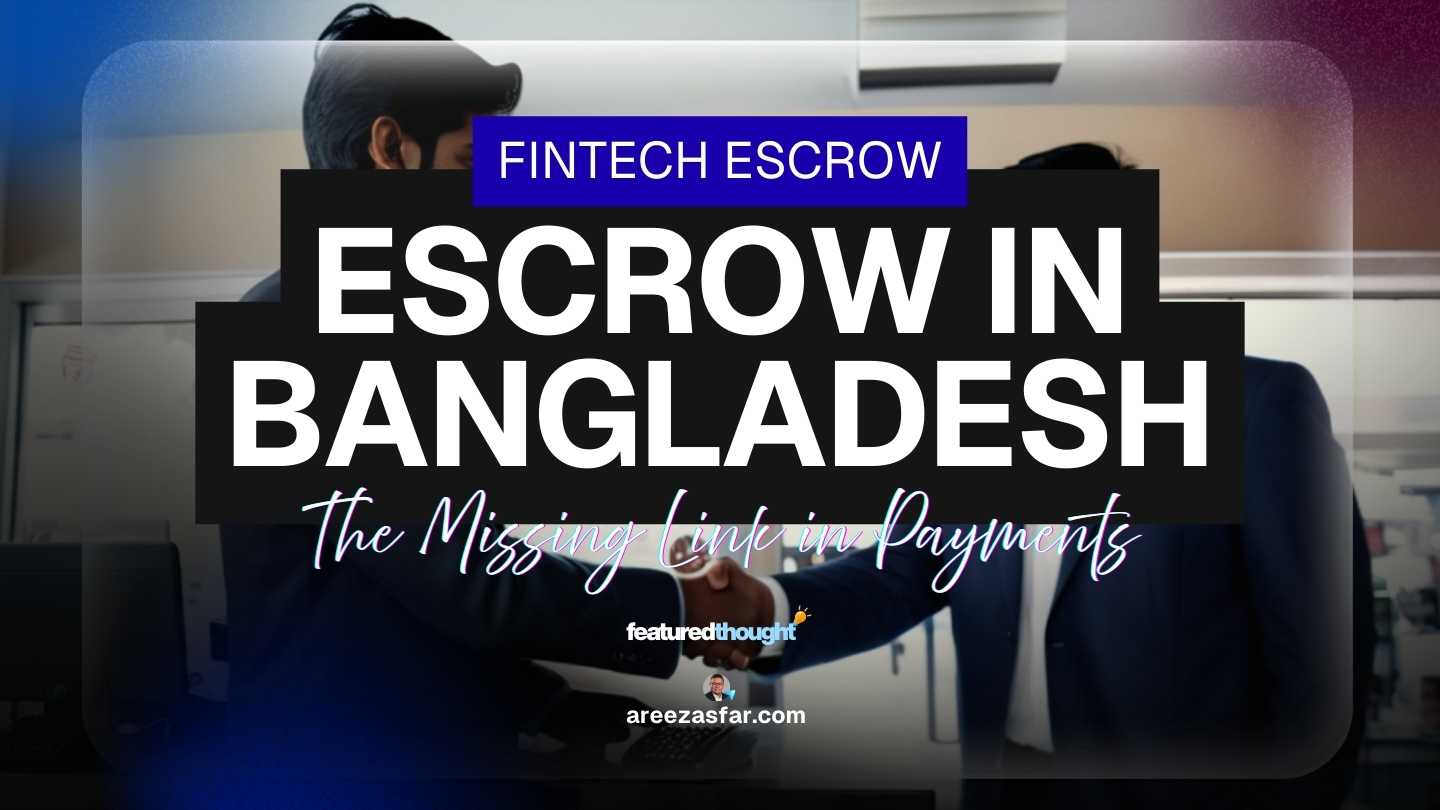 FINTECH ESCROW
ESCROW IN
BANGLADESH
The Missing Link in Payments
featuredthought
areezasfar.com